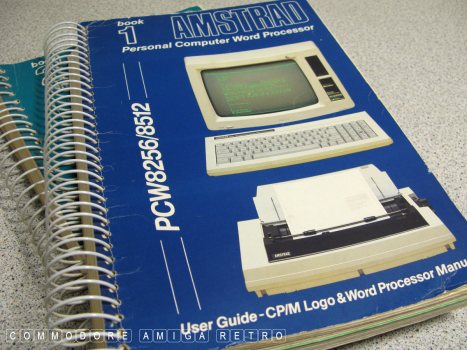 book
1
AMSTRAD
Personal Computer Word Processor
PCW8256/8512
AMSTRAD
User Guide - CP/M Logo & Word Processor Manu
COMMODORE AMIGA RETRO